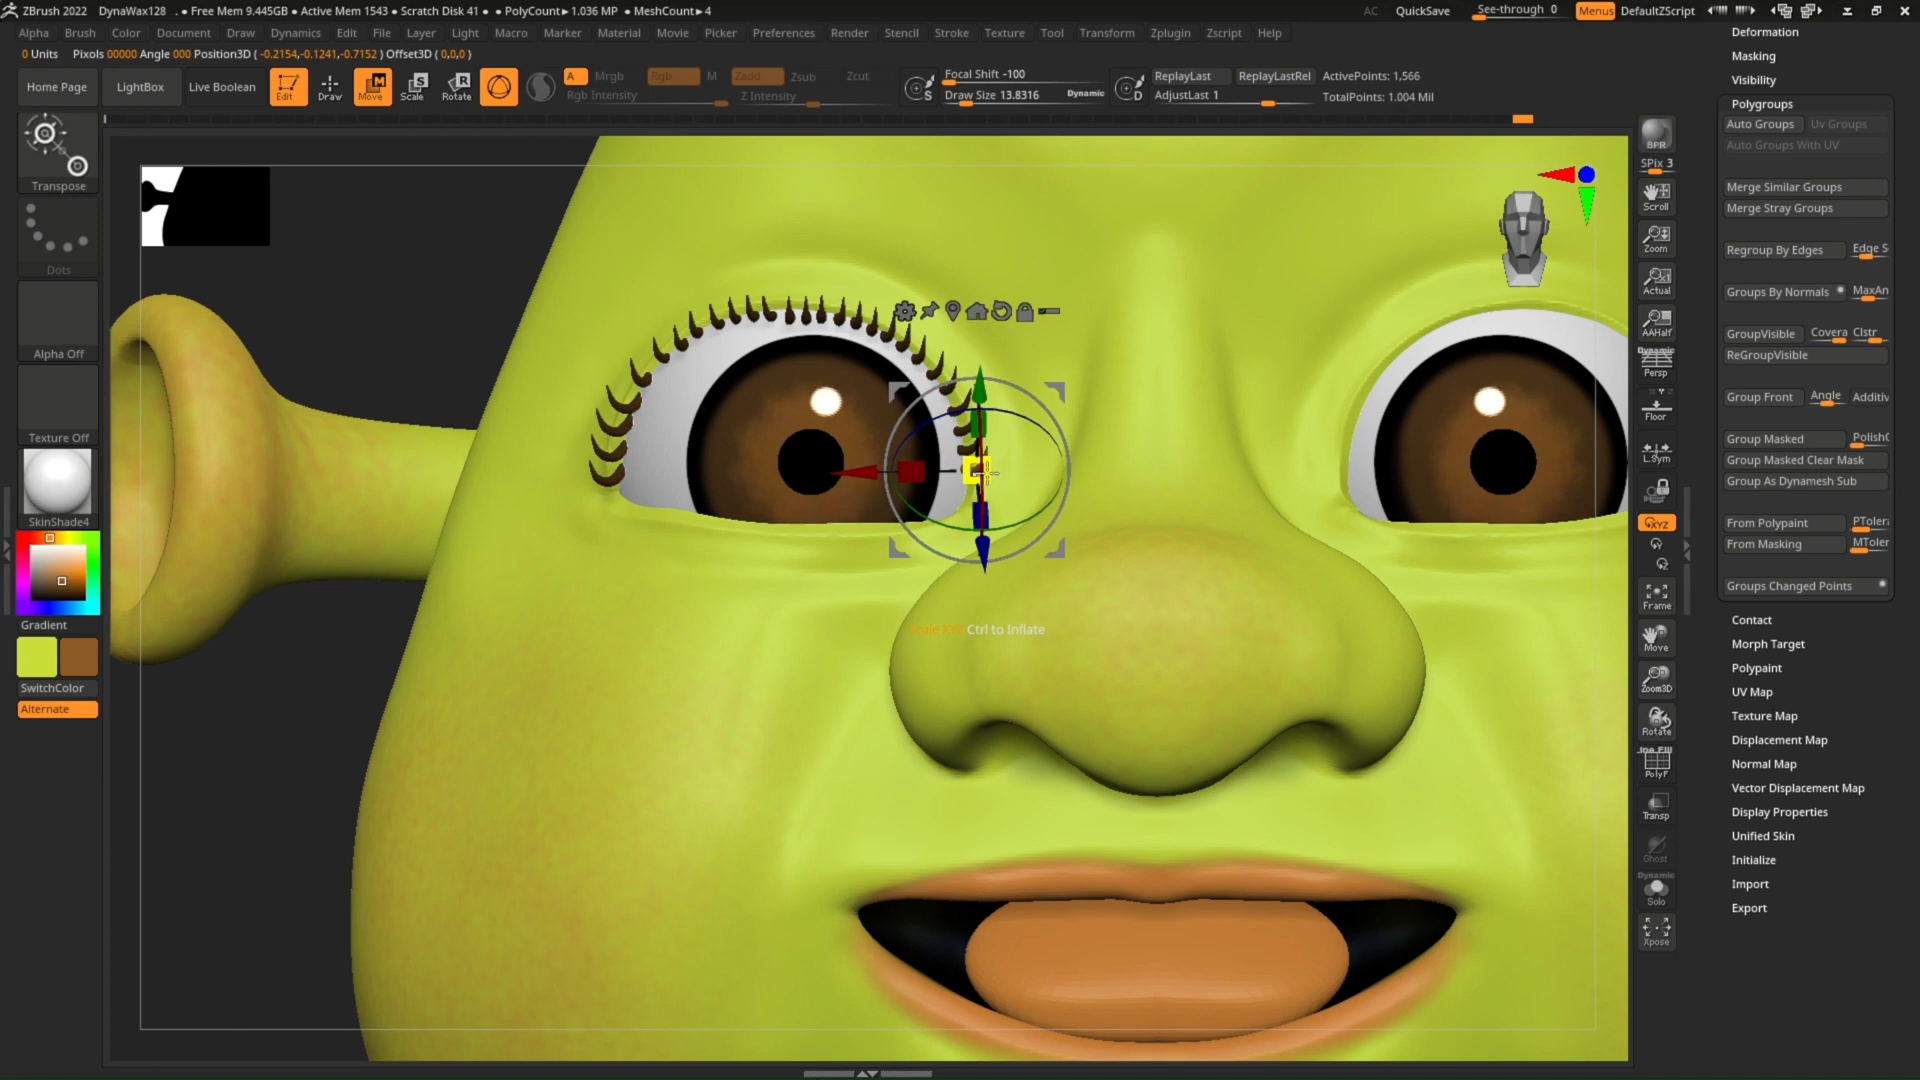 ZBrush 2022 DynaWax128 . • Free Mem 9.445GB • Active Mem 1543 • Scratch Disk 41 • • PolyCount► 1.036 MP • MeshCount► 4 AC QuickSave See-through 0 Menus DefaultZScript
Alpha Brush Color Document Draw Dynamics Edit File Layer Light Macro Marker Material Movie Picker Preferences Render Stencil Stroke Texture Tool Transform Zplugin Zscript Help
0 Units Pixols 00000 Angle 000 Position3D ( -0.2154,-0.1241,-0.7152 ) Offset3D ( 0,0,0 )
Home Page LightBox Live Boolean Edit Draw Move Scale Rotate
A Mrgb Rgb M Zadd Zsub Zcut
Rgb Intensity Z Intensity
Focal Shift -100
Draw Size 13.8316 Dynamic
ReplayLast ReplayLastRel ActivePoints: 1,566
AdjustLast 1 TotalPoints: 1.004 Mil
Transpose
Dots
Alpha Off
Texture Off
SkinShade4
Gradient
SwitchColor
Alternate
Scale XYZ Ctrl to Inflate
BPR
SPix 3
Scroll
Zoom
Actual
AAHalf
Dynamic
Persp
Floor
L.Sym
XYZ
Frame
Move
Zoom3D
Rotate
PolyF
Transp
Ghost
Dynamic
Solo
Xpose
Deformation
Masking
Visibility
Polygroups
Auto Groups Uv Groups
Auto Groups With UV
Merge Similar Groups
Merge Stray Groups
Regroup By Edges Edge S
Groups By Normals MaxAn
GroupVisible Covera Clstr
ReGroupVisible
Group Front Angle Additiv
Group Masked Polish
Group Masked Clear Mask
Group As Dynamesh Sub
From Polypaint PToler
From Masking MToler
Groups Changed Points
Contact
Morph Target
Polypaint
UV Map
Texture Map
Displacement Map
Normal Map
Vector Displacement Map
Display Properties
Unified Skin
Initialize
Import
Export